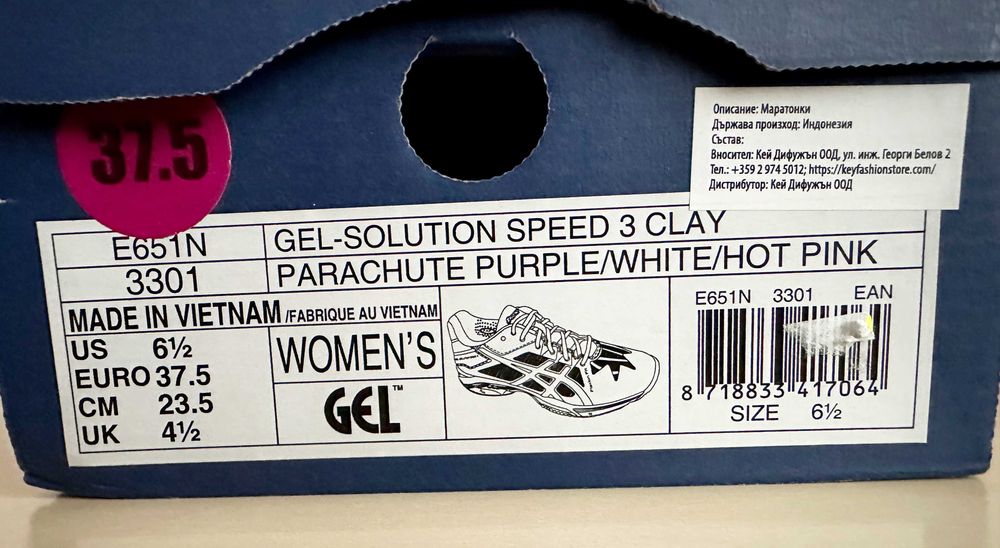 37.5
Описание: Маратонки
Държава произход: Индонезия
Състав:
Вносител: Кей Дифужън ООД, ул. инж. Георги Белов 2
Тел.: +359 2 974 5012; https://keyfashionstore.com/
Дистрибутор: Кей Дифужън ООД
E651N GEL-SOLUTION SPEED 3 CLAY
3301 PARACHUTE PURPLE/WHITE/HOT PINK
MADE IN VIETNAM /FABRIQUE AU VIETNAM
US 6½
EURO 37.5
CM 23.5
UK 4½
WOMEN'S
GEL™
E651N 3301 EAN
8 718833 417064
SIZE 6½